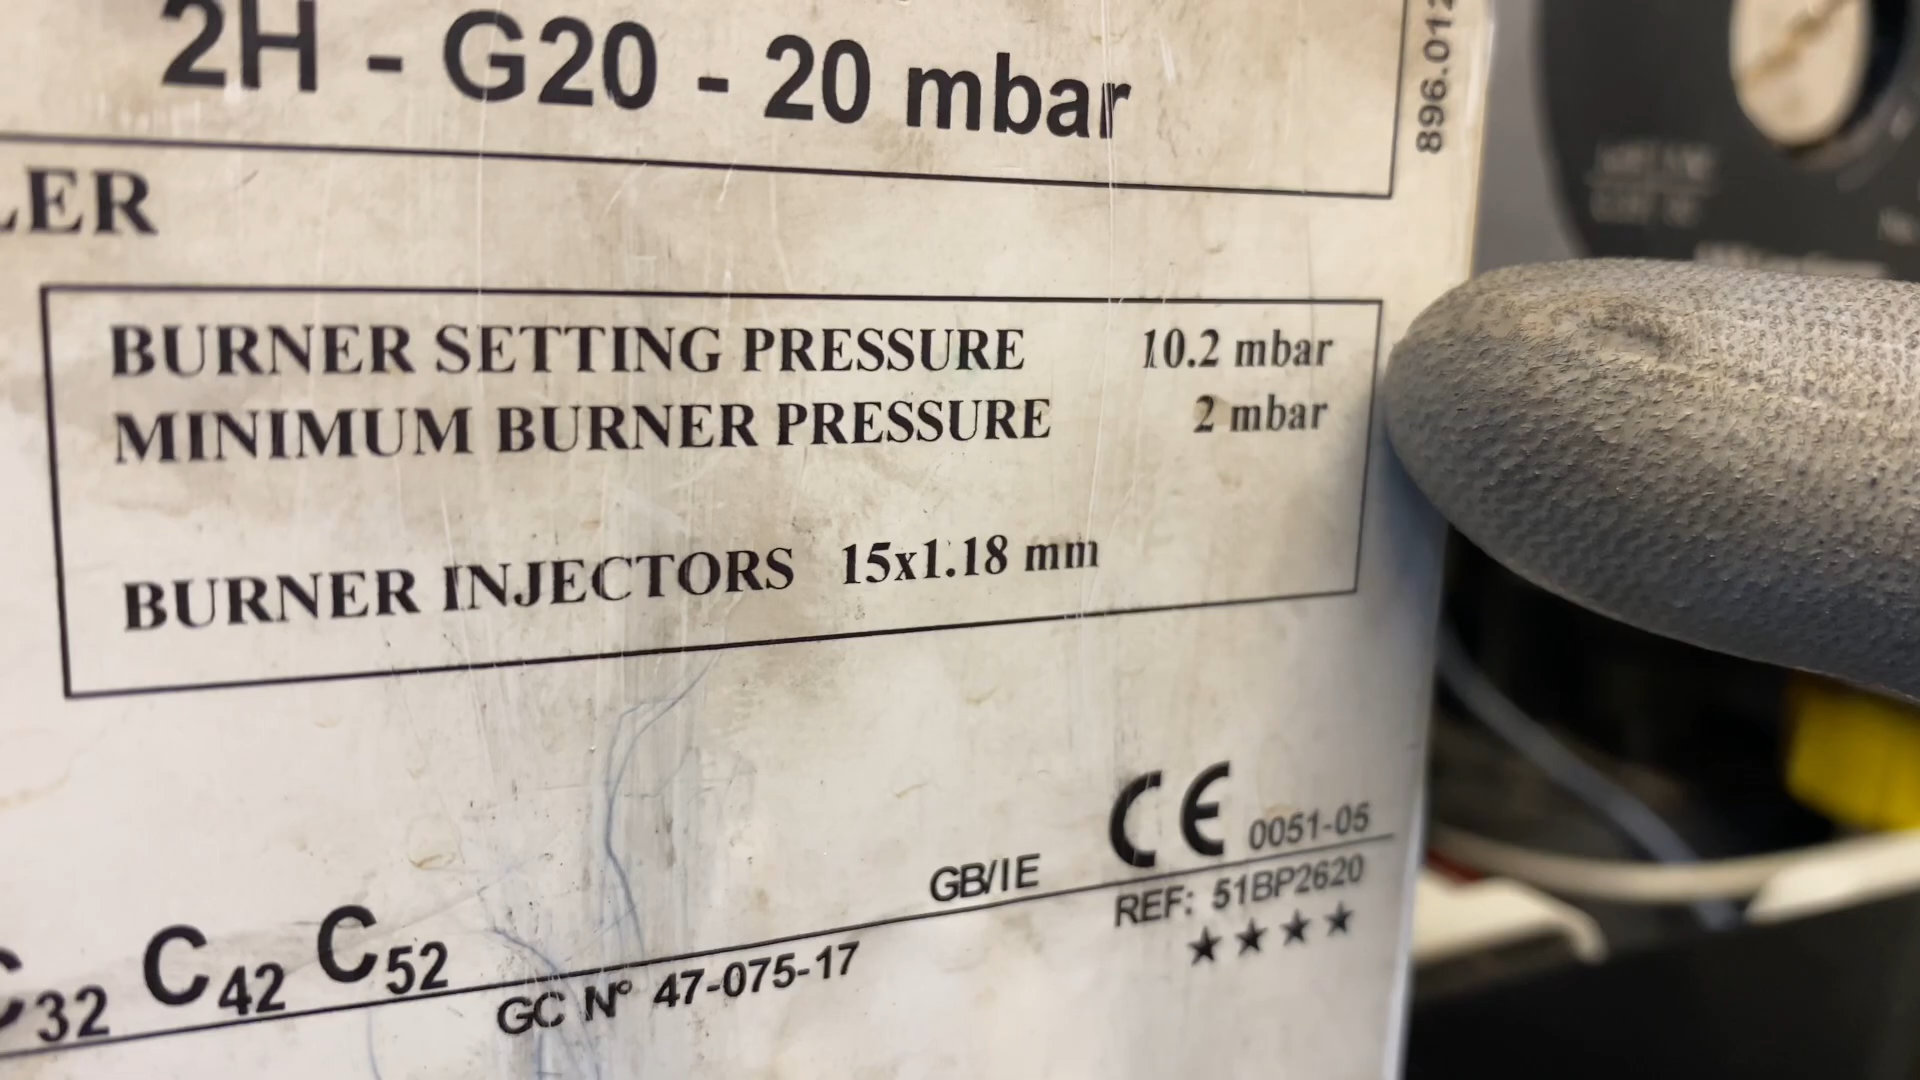 2H - G20 - 20 mbar
896.012
LER
BURNER SETTING PRESSURE 10.2 mbar
MINIMUM BURNER PRESSURE 2 mbar
BURNER INJECTORS 15x1.18 mm
CE 0051-05
GB/IE
REF: 51BP2620
★★★★
C32 C42 C52
GC Nº 47-075-17